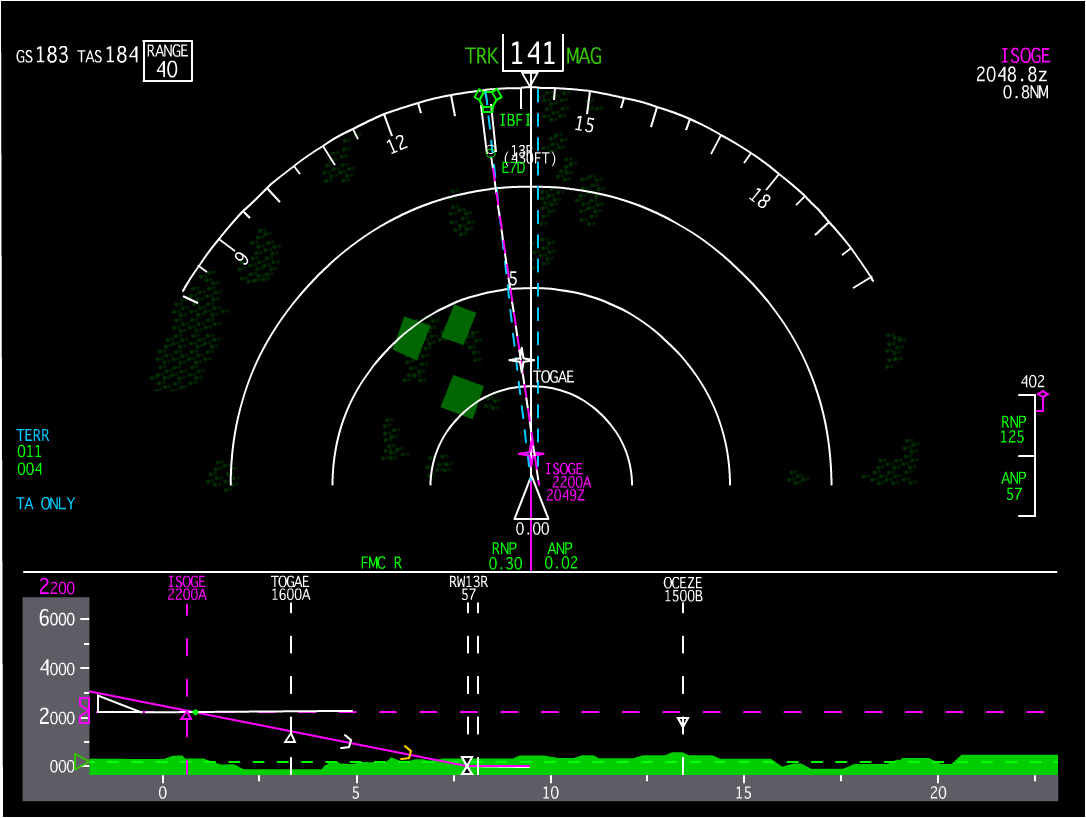 GS183 TAS184
RANGE
40
TRK 141 MAG
ISOGE
2048.8z
0.8NM
9
12
15
18
IBFI
13R
(430FT)
E7D
5
TOGAE
ISOGE
2200A
2049Z
0.00
TERR
011
004
TA ONLY
402
RNP
125
ANP
57
FMC R
RNP
0.30
ANP
0.02
2200
ISOGE
2200A
TOGAE
1600A
RW13R
57
OCEZE
1500B
6000
4000
2000
000
0 5 10 15 20